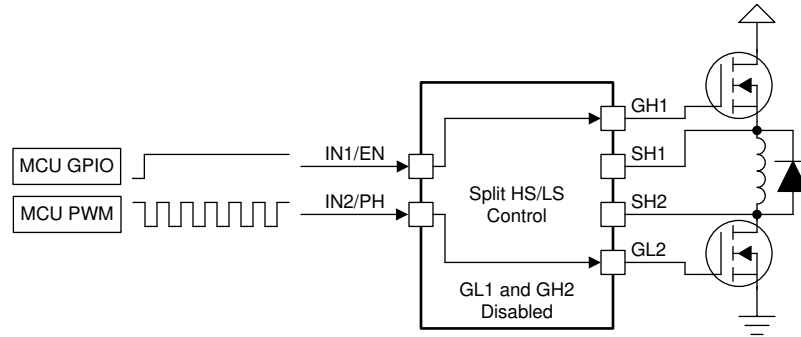 GH1
IN1/EN
MCU GPIO
SH1
Split HS/LS
Control
MCU PWM
IN2/PH
SH2
GL2
GL1 and GH2
Disabled